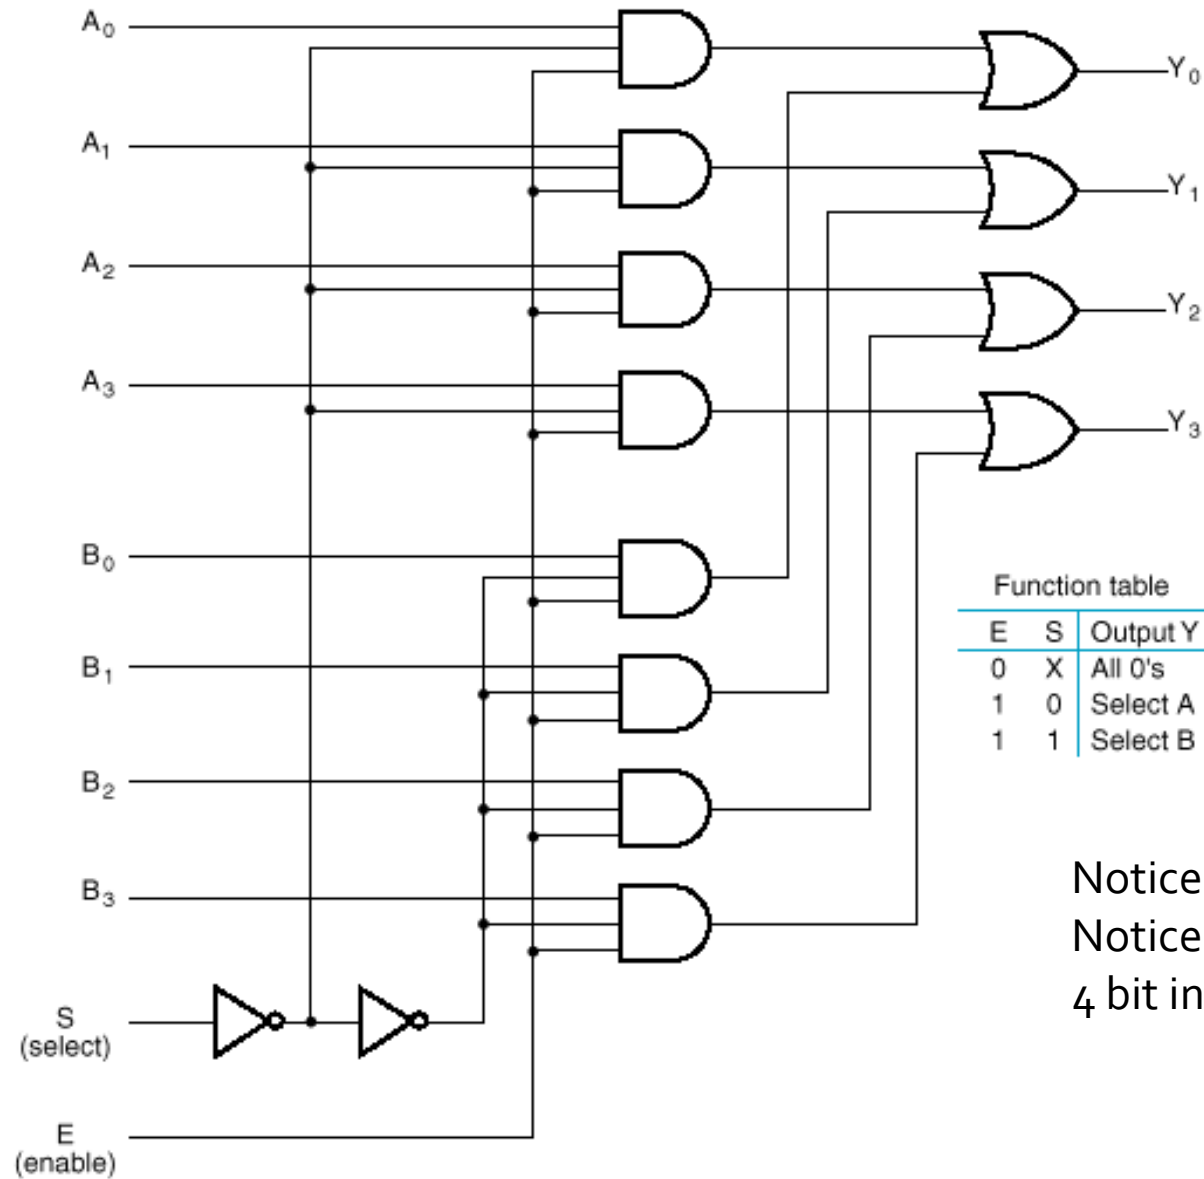 A0
Y0
A1
Y1
A2
Y2
A3
Y3
B0
Function table
E S Output Y
0 X All 0's
1 0 Select A
1 1 Select B
B1
B2
B3
Notice
Notice
4 bit in
S
(select)
E
(enable)